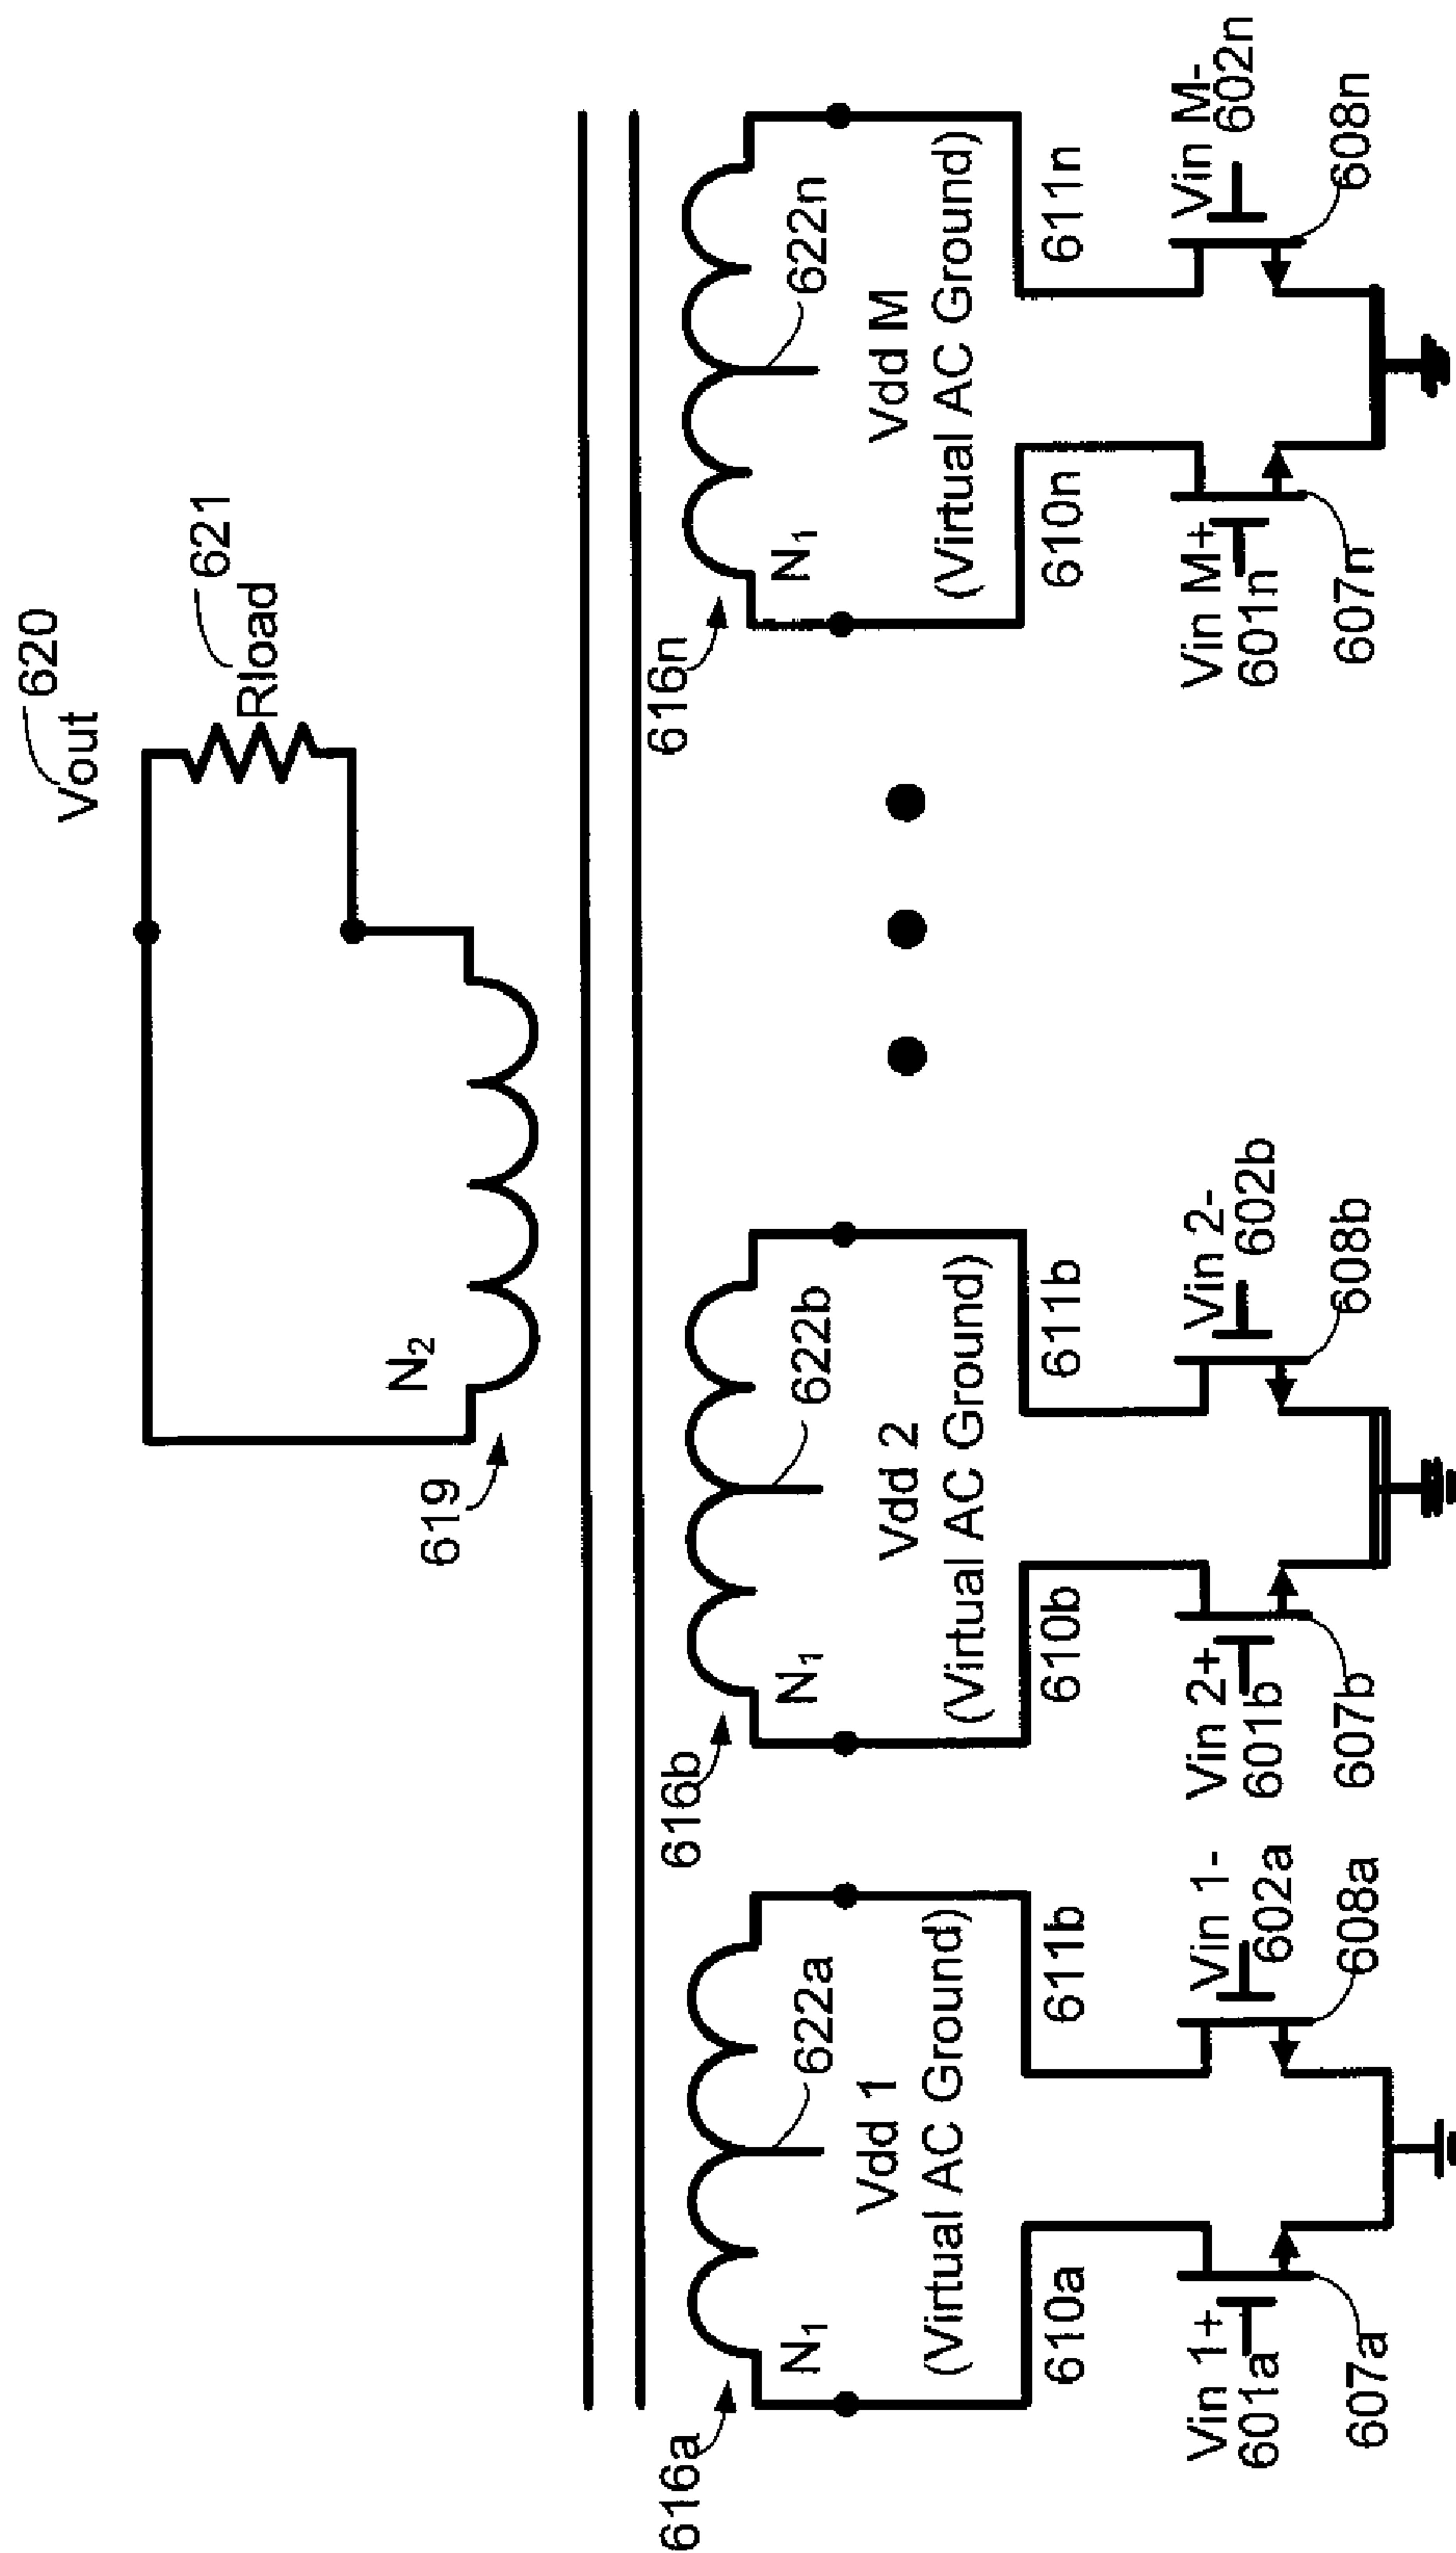 620
Vout
621
Rload
N2
619
616a
N1
622a
Vdd 1
(Virtual AC Ground)
610a
611b
Vin 1+
601a
607a
Vin 1-
602a
608a
616b
N1
622b
Vdd 2
(Virtual AC Ground)
610b
611b
Vin 2+
601b
607b
Vin 2-
602b
608b
616n
N1
622n
Vdd M
(Virtual AC Ground)
610n
611n
Vin M+
601n
607n
Vin M-
602n
608n